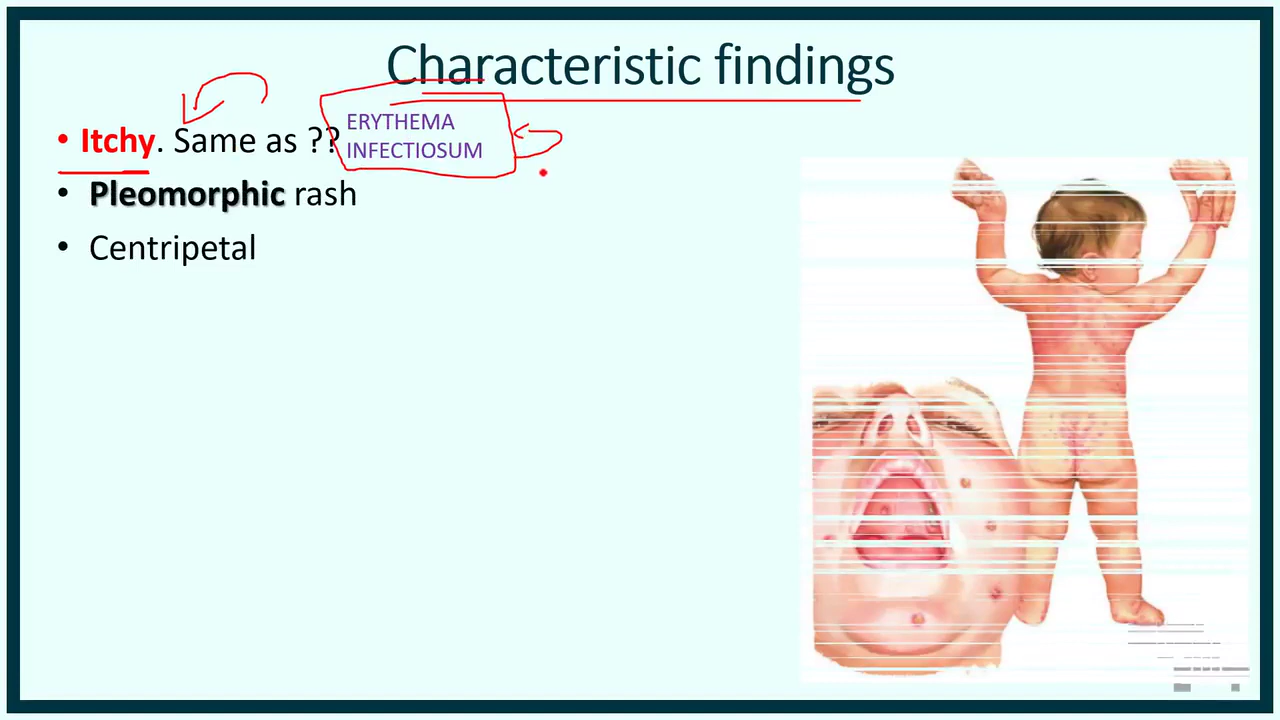 Characteristic findings
• Itchy. Same as ??
ERYTHEMA
INFECTIOSUM
• Pleomorphic rash
• Centripetal